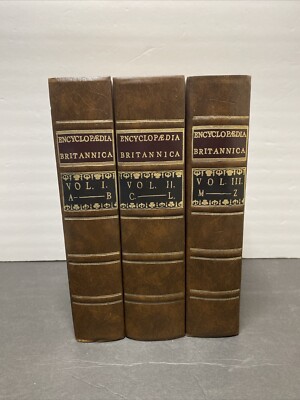 ENCYCLOPÆDIA
BRITANNICA
VOL. I.
A——B
ENCYCLOPÆDIA
BRITANNICA
VOL. II.
C——L.
ENCYCLOPÆDIA
BRITANNICA
VOL. III.
M——Z